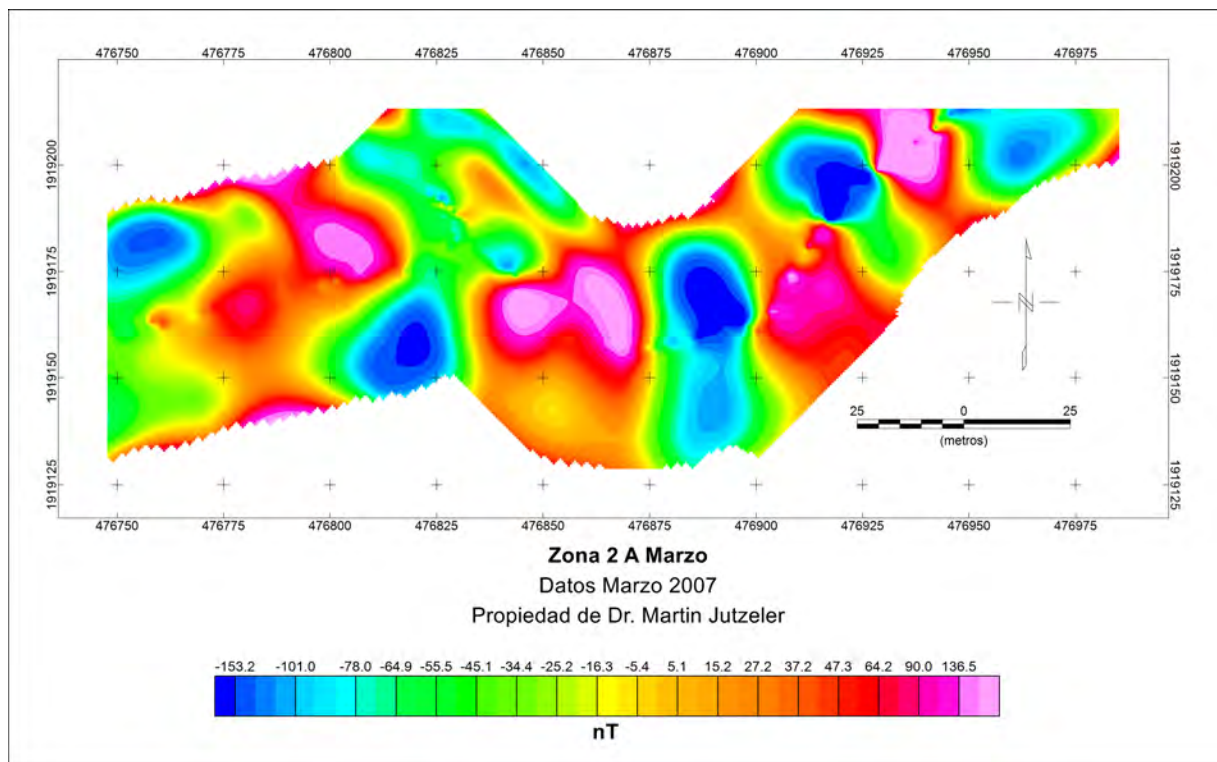 476750 476775 476800 476825 476850 476875 476900 476925 476950 476975
1919200 1919200
1919175 1919175
1919150 1919150
1919125 1919125
N
25 0 25
(metros)
476750 476775 476800 476825 476850 476875 476900 476925 476950 476975
Zona 2 A Marzo
Datos Marzo 2007
Propiedad de Dr. Martin Jutzeler
-153.2 -101.0 -78.0 -64.9 -55.5 -45.1 -34.4 -25.2 -16.3 -5.4 5.1 15.2 27.2 37.2 47.3 64.2 90.0 136.5
nT